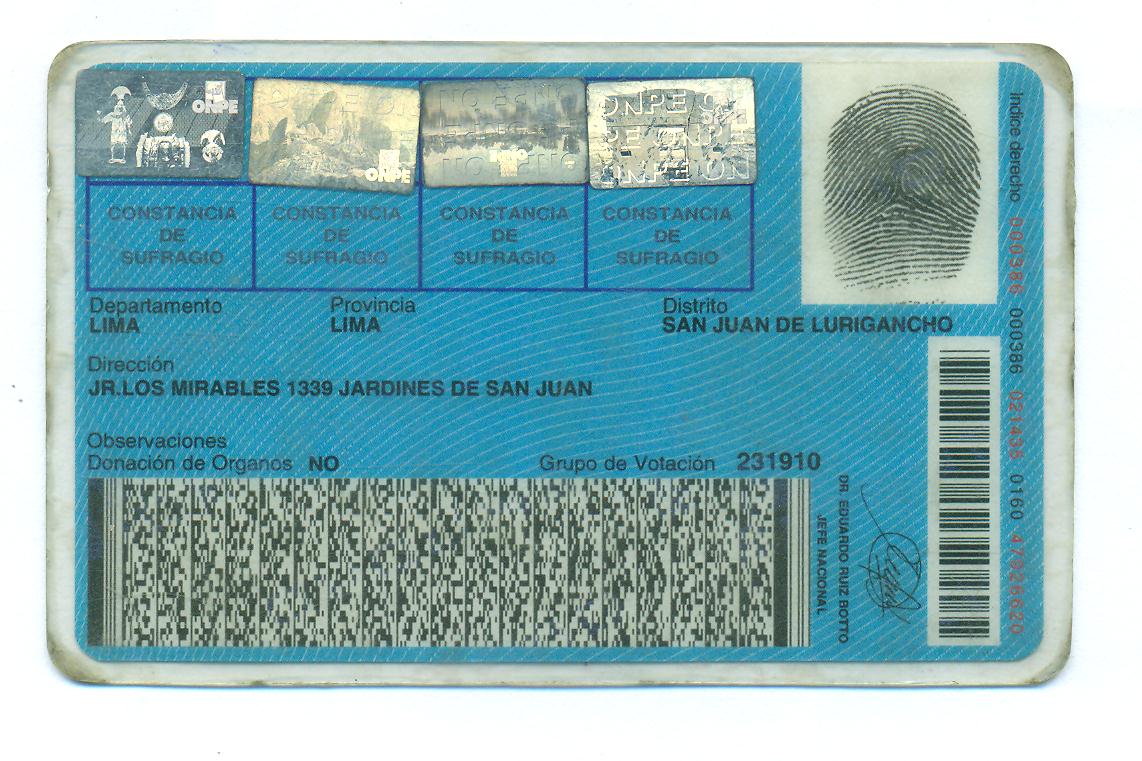 ONPE
ONPE
ONPE
CONSTANCIA DE SUFRAGIO
CONSTANCIA DE SUFRAGIO
CONSTANCIA DE SUFRAGIO
CONSTANCIA DE SUFRAGIO
Departamento Provincia Distrito
LIMA LIMA SAN JUAN DE LURIGANCHO
Dirección
JR.LOS MIRABLES 1339 JARDINES DE SAN JUAN
Observaciones
Donación de Organos NO Grupo de Votación 231910
DR. EDUARDO RUIZ BOTTO
JEFE NACIONAL
Indice derecho 000386 000386 021435 0160 47926620